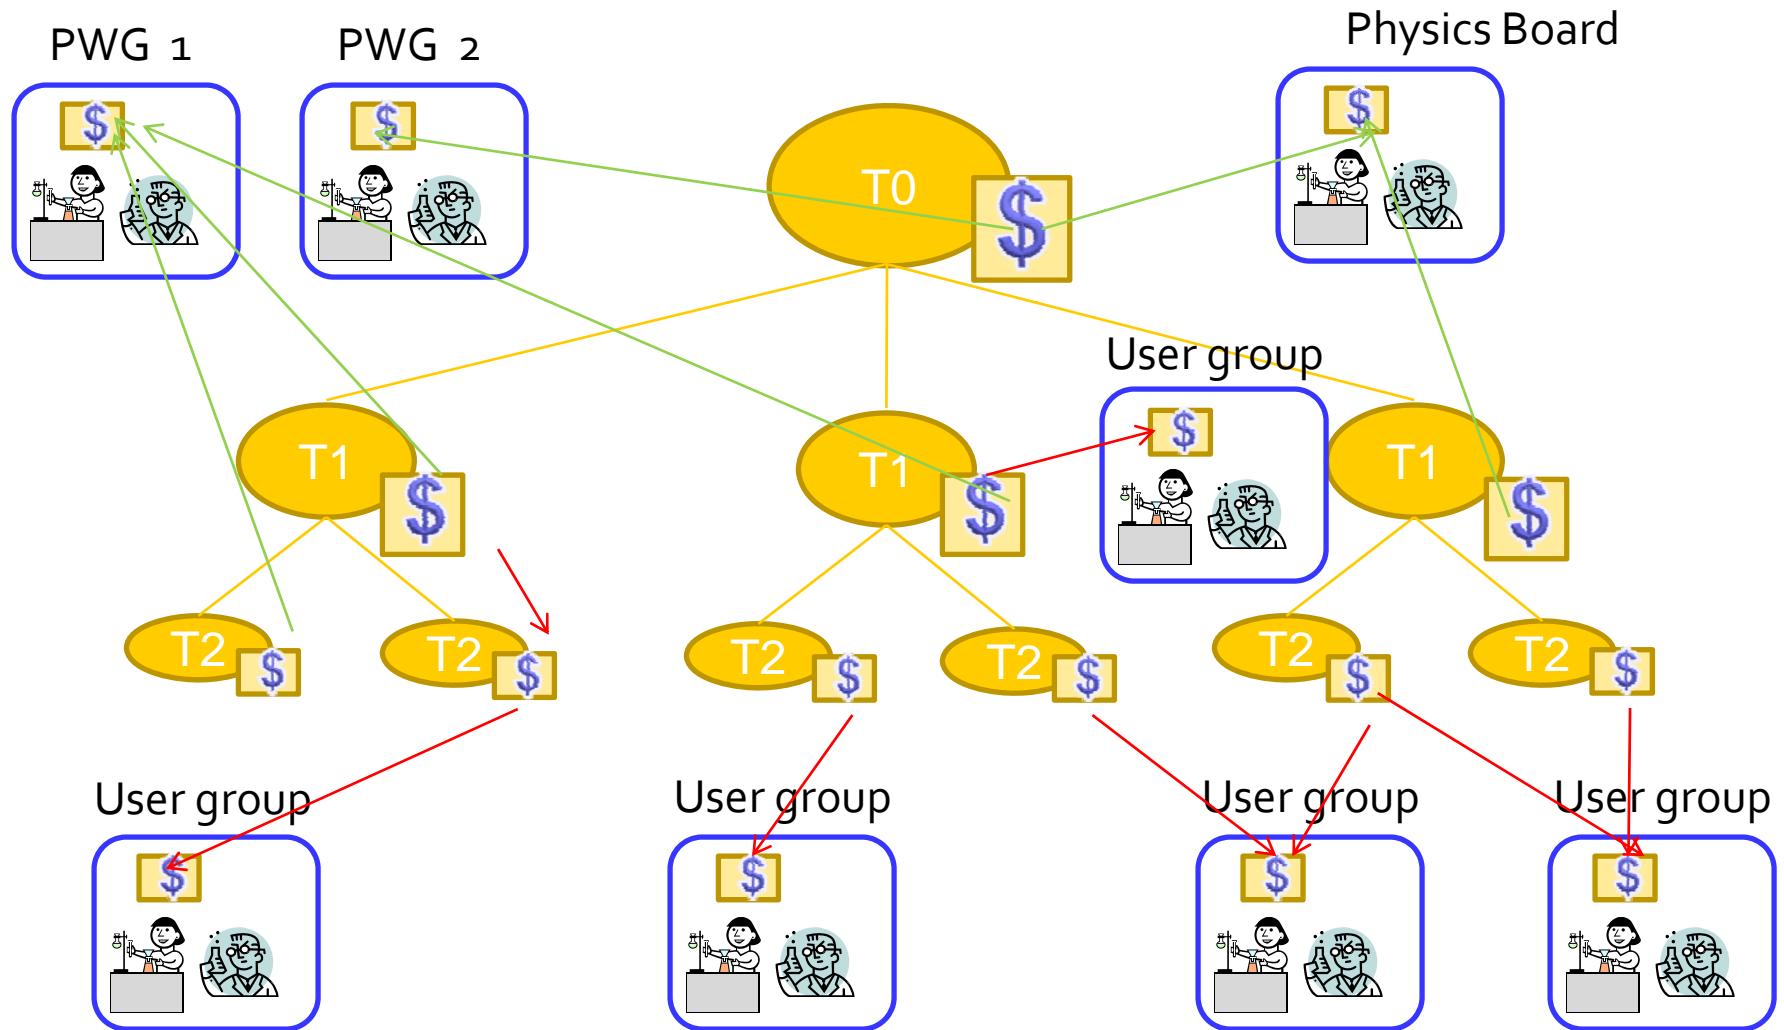 PWG 1
PWG 2
Physics Board
$
$
$
T0
$
User group
$
T1
$
T1
$
T1
$
T2
$
T2
$
T2
$
T2
$
T2
$
T2
$
User group
User group
User group
User group
$
$
$
$